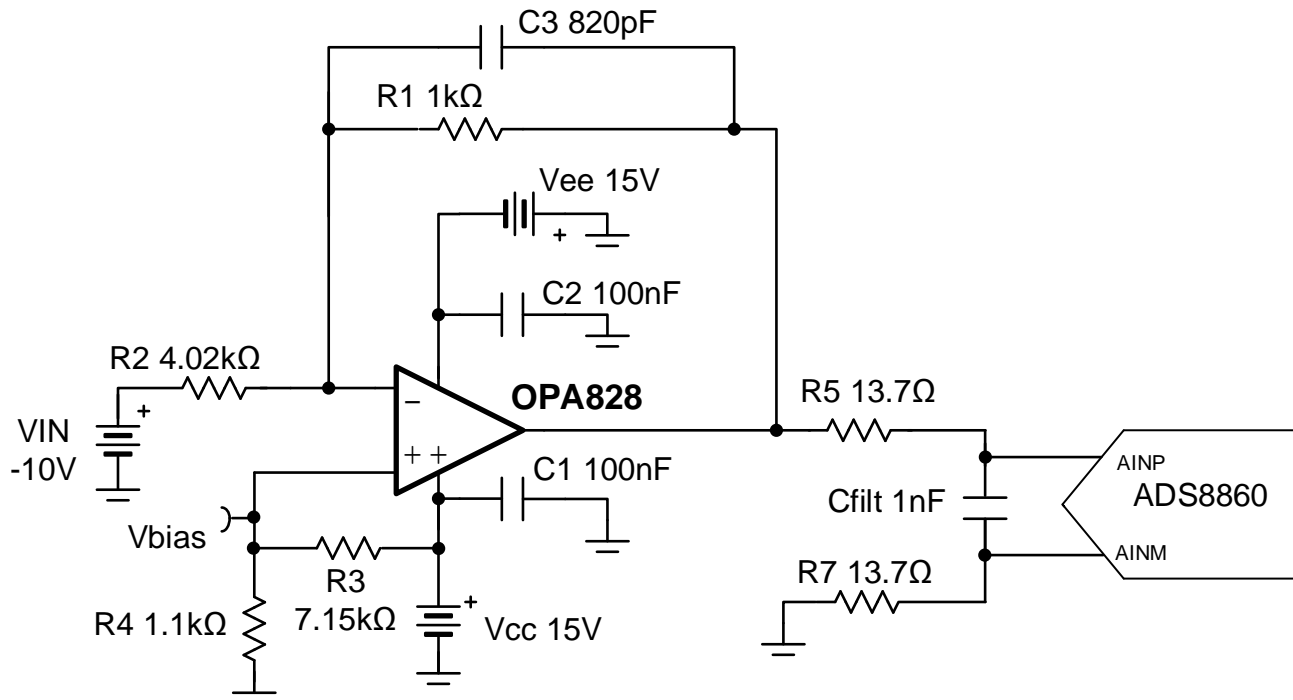 C3 820pF
R1 1kΩ
Vee 15V
+
C2 100nF
R2 4.02kΩ
+
VIN
-10V
−
OPA828
+ +
R5 13.7Ω
AINP
ADS8860
C1 100nF
Cfilt 1nF
Vbias
AINM
R3
7.15kΩ
R7 13.7Ω
R4 1.1kΩ
+
Vcc 15V